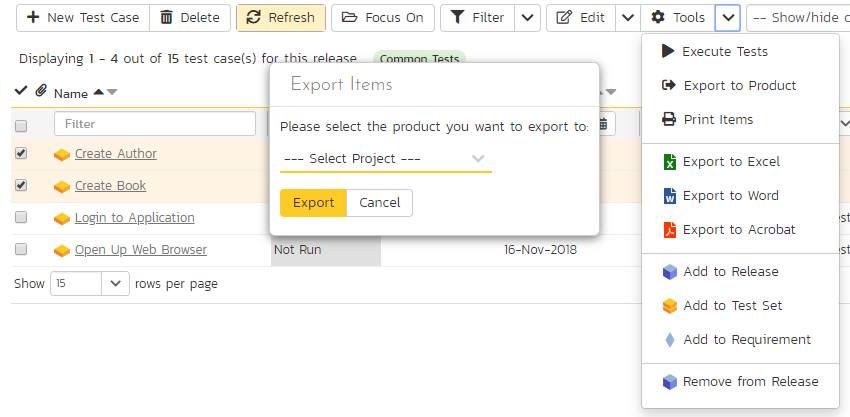 New Test Case Delete Refresh Focus On Filter Edit Tools -- Show/hide c
Displaying 1 - 4 out of 15 test case(s) for this release. Common Tests
Name
Filter
Create Author
Create Book
Login to Application
Open Up Web Browser Not Run 16-Nov-2018
Show 15 rows per page
Export Items
Please select the product you want to export to:
--- Select Project ---
Export Cancel
Execute Tests
Export to Product
Print Items
Export to Excel
Export to Word
Export to Acrobat
Add to Release
Add to Test Set
Add to Requirement
Remove from Release